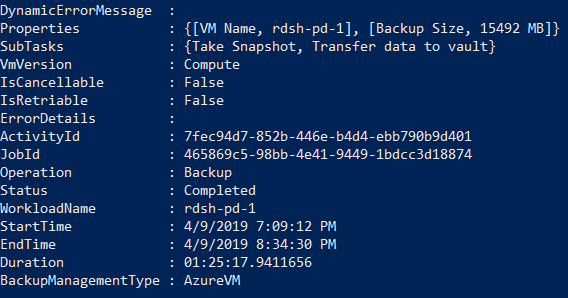 DynamicErrorMessage  :
Properties           : {[VM Name, rdsh-pd-1], [Backup Size, 15492 MB]}
SubTasks             : {Take Snapshot, Transfer data to vault}
VmVersion            : Compute
IsCancellable        : False
IsRetriable          : False
ErrorDetails         :
ActivityId           : 7fec94d7-852b-446e-b4d4-ebb790b9d401
JobId                : 465869c5-98bb-4e41-9449-1bdcc3d18874
Operation            : Backup
Status               : Completed
WorkloadName         : rdsh-pd-1
StartTime            : 4/9/2019 7:09:12 PM
EndTime              : 4/9/2019 8:34:30 PM
Duration             : 01:25:17.9411656
BackupManagementType : AzureVM